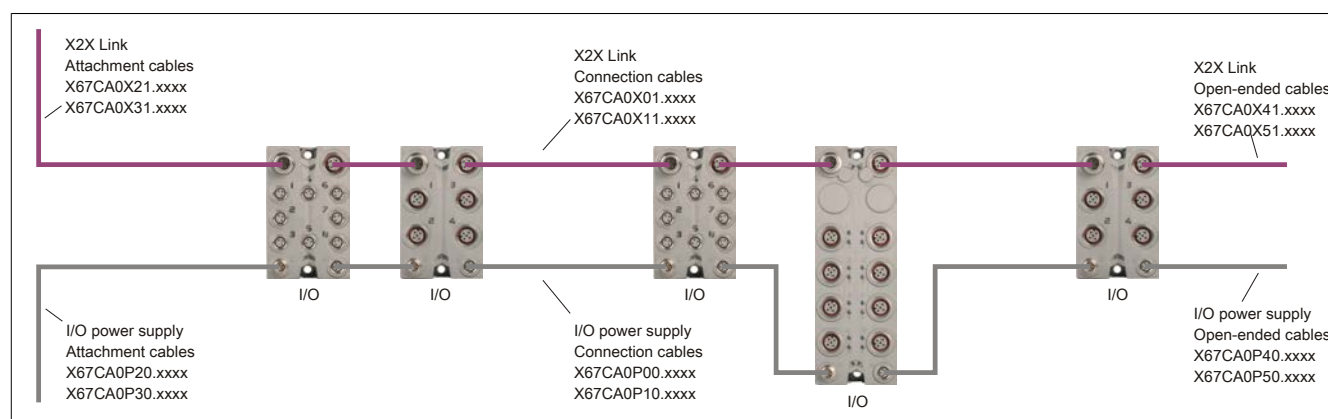 X2X Link
Attachment cables
X67CA0X21.xxxx
X67CA0X31.xxxx
X2X Link
Connection cables
X67CA0X01.xxxx
X67CA0X11.xxxx
X2X Link
Open-ended cables
X67CA0X41.xxxx
X67CA0X51.xxxx
I/O
I/O
I/O
I/O
I/O
I/O power supply
Attachment cables
X67CA0P20.xxxx
X67CA0P30.xxxx
I/O power supply
Connection cables
X67CA0P00.xxxx
X67CA0P10.xxxx
I/O power supply
Open-ended cables
X67CA0P40.xxxx
X67CA0P50.xxxx